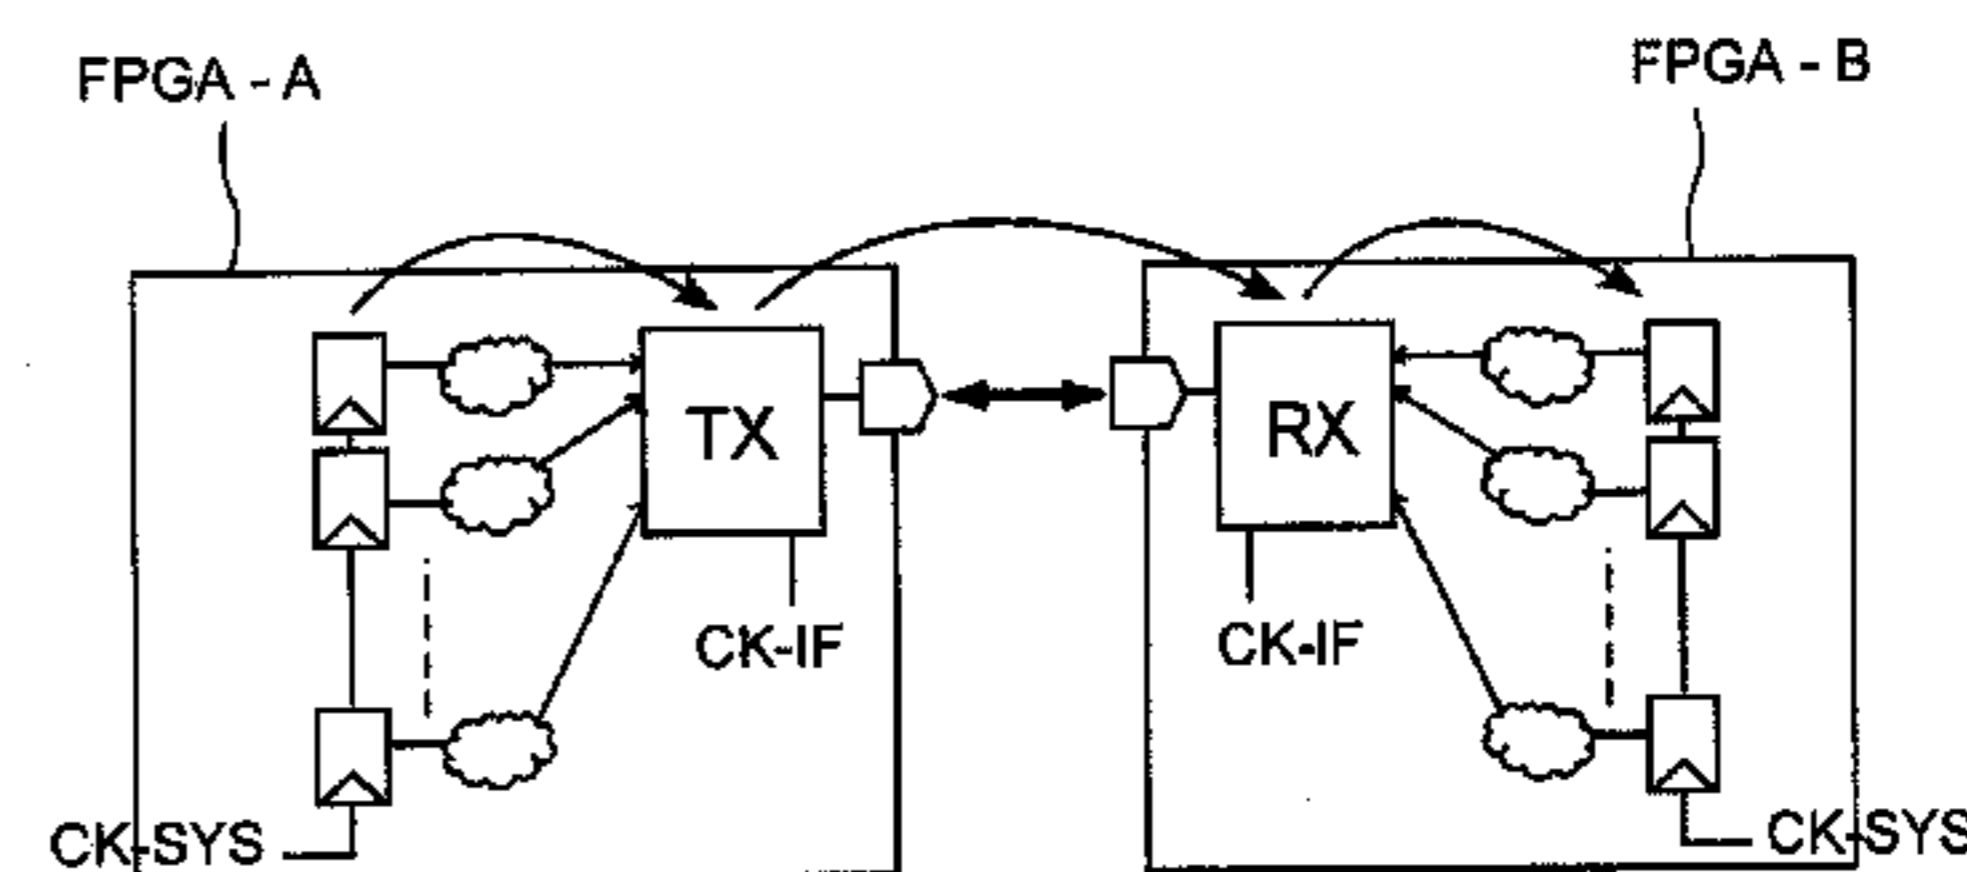 FPGA - A
FPGA - B
TX
RX
CK-IF
CK-IF
CK-SYS
CK-SYS